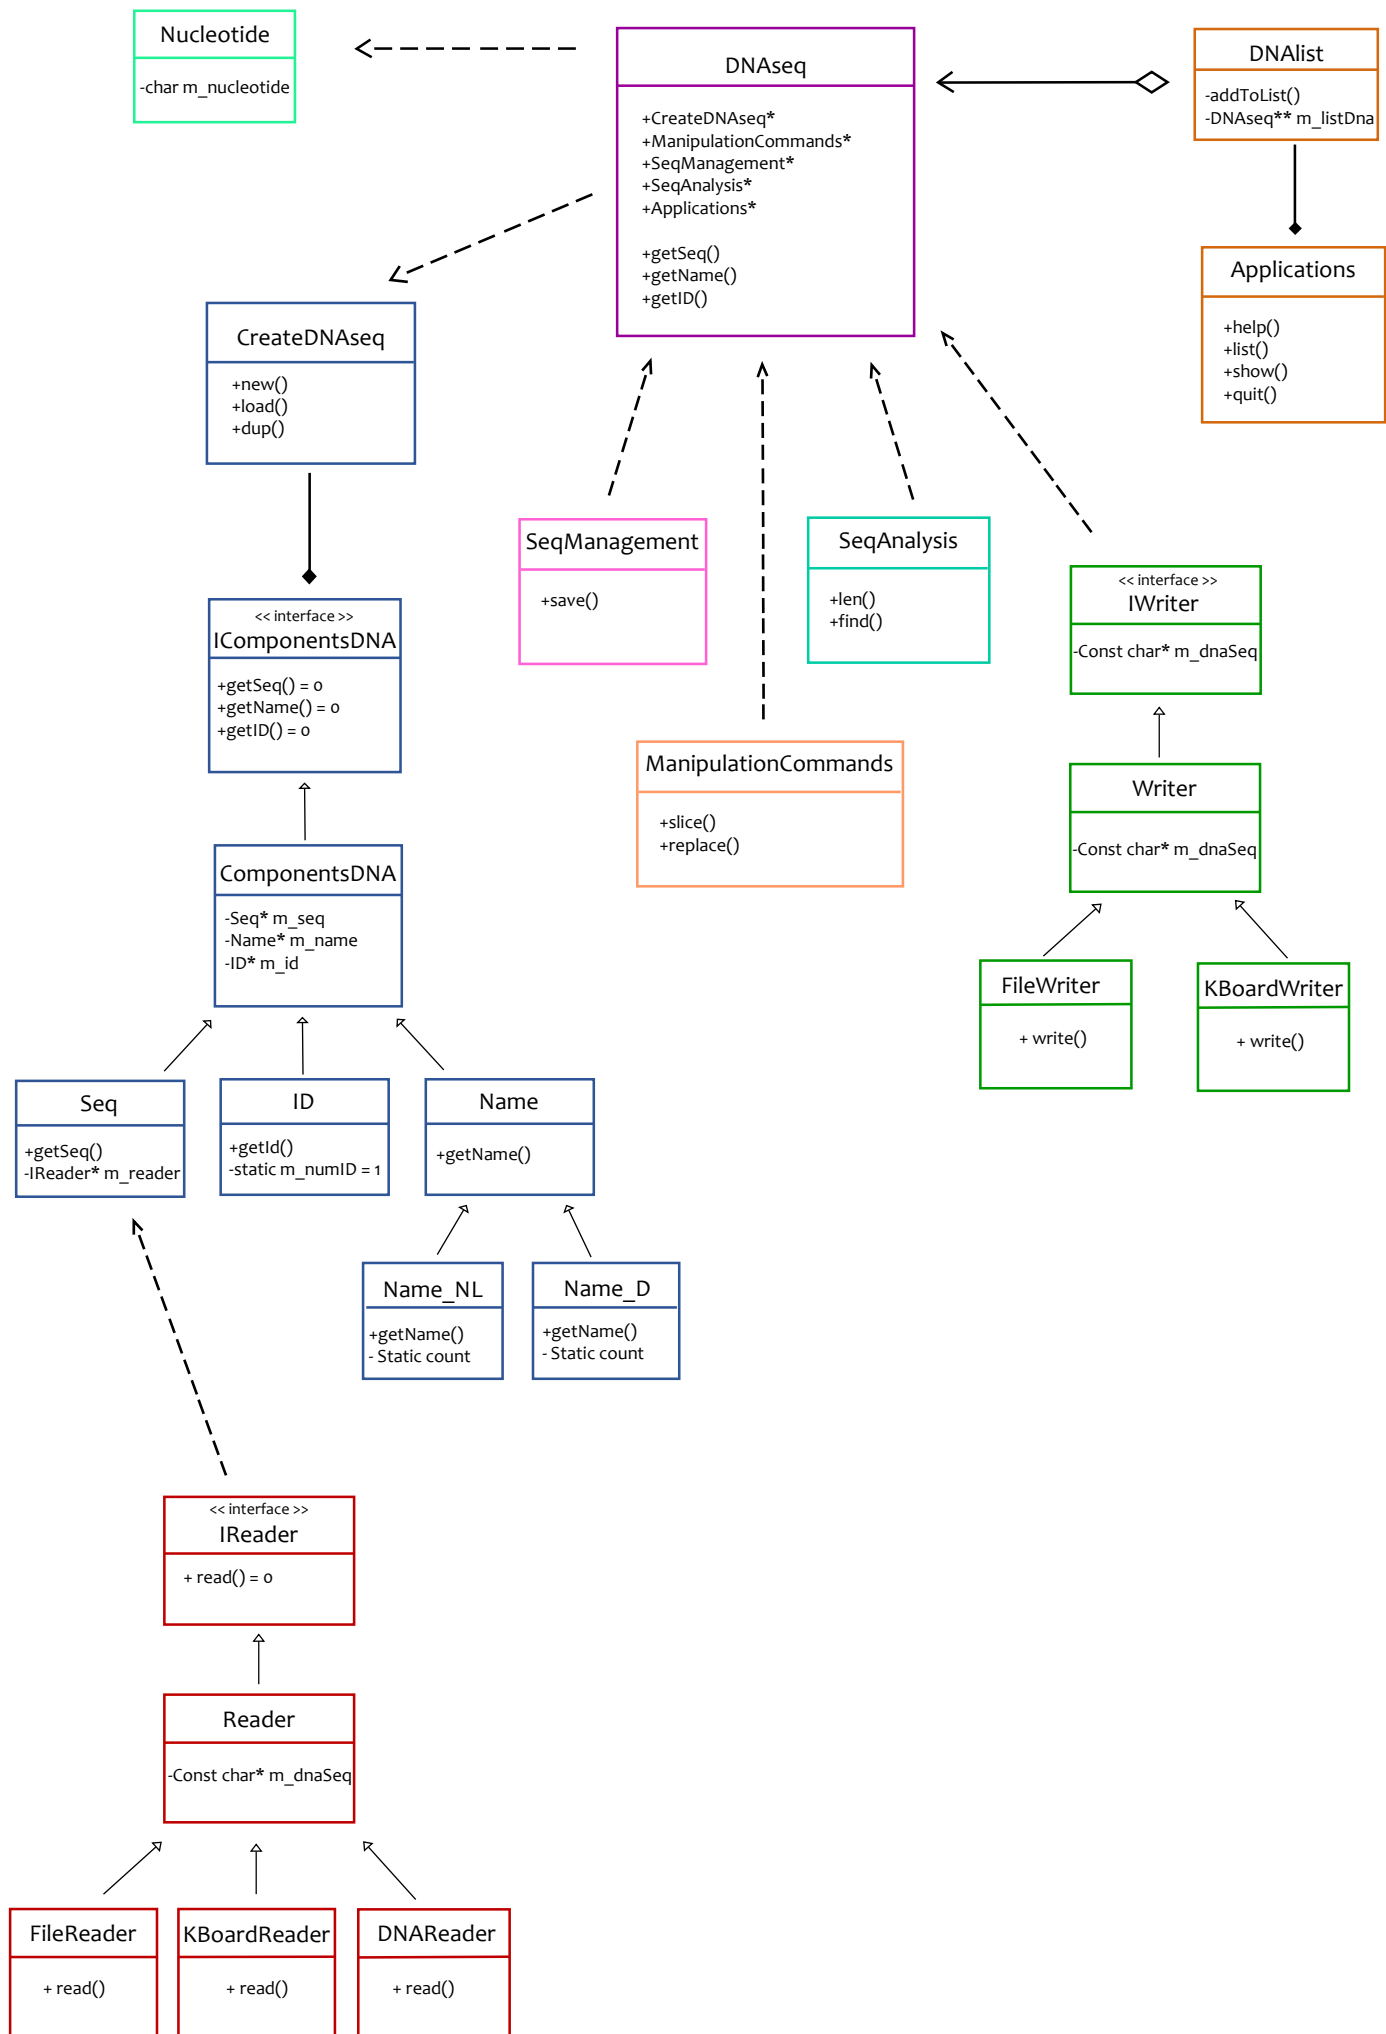 Nucleotide
-char m_nucleotide
DNAseq
+CreateDNAseq*
+ManipulationCommands*
+SeqManagement*
+SeqAnalysis*
+Applications*
+getSeq()
+getName()
+getID()
DNAlist
-addToList()
-DNAseq** m_listDna
Applications
+help()
+list()
+show()
+quit()
CreateDNAseq
+new()
+load()
+dup()
SeqManagement
+save()
SeqAnalysis
+len()
+find()
<< interface >>
IWriter
-Const char* m_dnaSeq
<< interface >>
IComponentsDNA
+getSeq() = 0
+getName() = 0
+getID() = 0
ManipulationCommands
+slice()
+replace()
Writer
-Const char* m_dnaSeq
ComponentsDNA
-Seq* m_seq
-Name* m_name
-ID* m_id
FileWriter
+ write()
KBoardWriter
+ write()
Seq
+getSeq()
-IReader* m_reader
ID
+getId()
-static m_numID = 1
Name
+getName()
Name_NL
+getName()
- Static count
Name_D
+getName()
- Static count
<< interface >>
IReader
+ read() = 0
Reader
-Const char* m_dnaSeq
FileReader
+ read()
KBoardReader
+ read()
DNAReader
+ read()